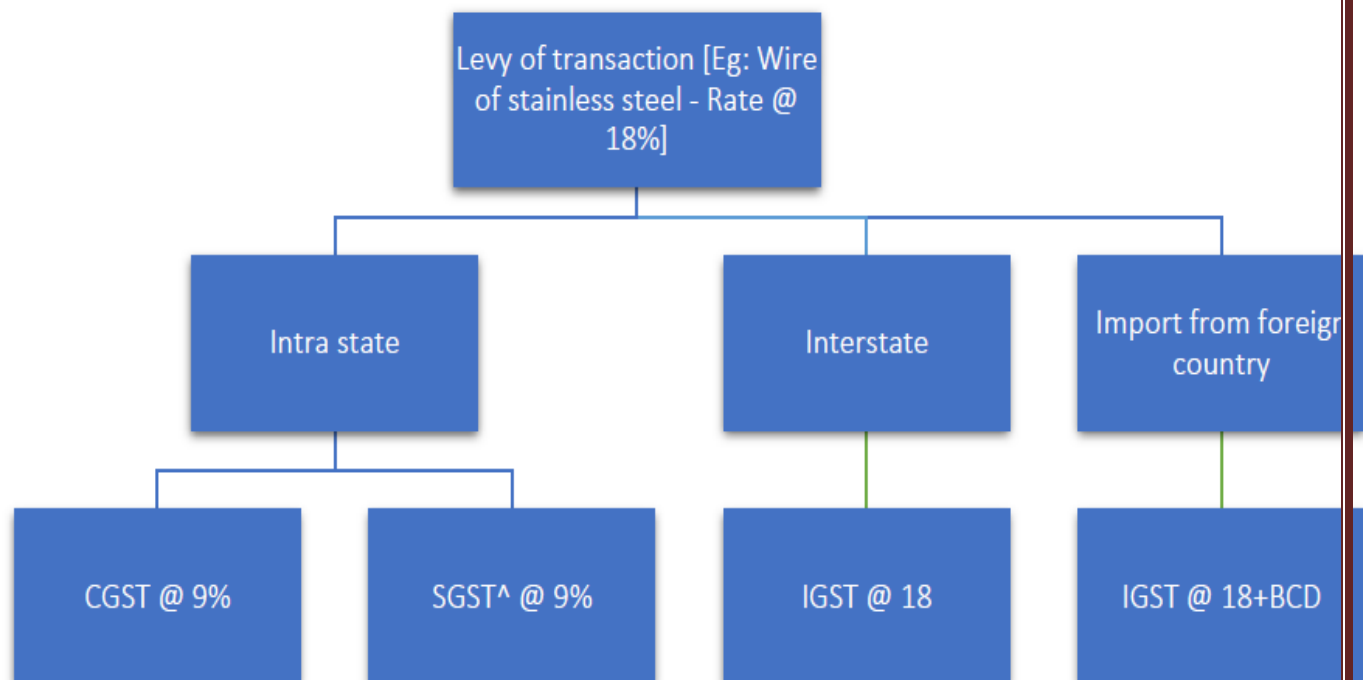 Levy of transaction [Eg: Wire
of stainless steel - Rate @
18%]
Intra state
Interstate
Import from foreign
country
CGST @ 9%
SGST^ @ 9%
IGST @ 18
IGST @ 18+BCD